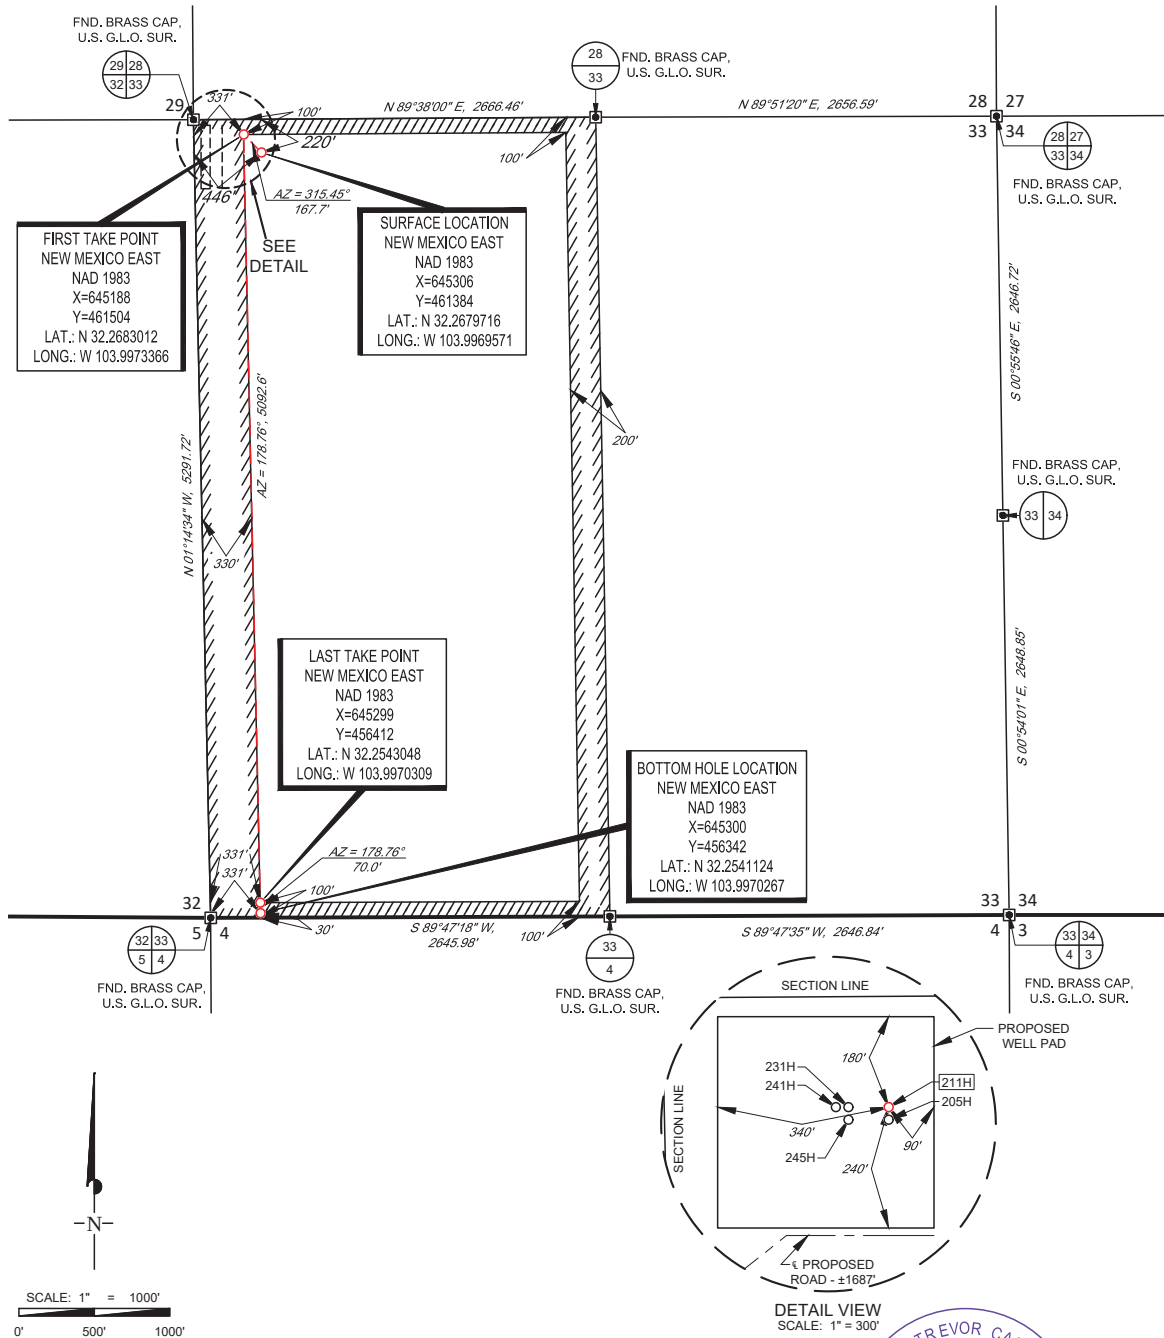 FND. BRASS CAP,
U.S. G.L.O. SUR.
29 28
32 33
29
331'
100'
N 89°38'00" E, 2666.46'
28
33
FND. BRASS CAP,
U.S. G.L.O. SUR.
N 89°51'20" E, 2656.59'
28 27
33 34
28 27
33 34
FND. BRASS CAP,
U.S. G.L.O. SUR.
220'
100'
446'
AZ = 315.45°
167.7'
SEE
DETAIL
FIRST TAKE POINT
NEW MEXICO EAST
NAD 1983
X=645188
Y=461504
LAT.: N 32.2683012
LONG.: W 103.9973366
SURFACE LOCATION
NEW MEXICO EAST
NAD 1983
X=645306
Y=461384
LAT.: N 32.2679716
LONG.: W 103.9969571
S 00°55'46" E, 2646.72'
AZ = 178.76°, 5092.6'
200'
N 01°14'34" W, 5291.72'
330'
FND. BRASS CAP,
U.S. G.L.O. SUR.
33 34
S 00°54'01" E, 2648.85'
LAST TAKE POINT
NEW MEXICO EAST
NAD 1983
X=645299
Y=456412
LAT.: N 32.2543048
LONG.: W 103.9970309
BOTTOM HOLE LOCATION
NEW MEXICO EAST
NAD 1983
X=645300
Y=456342
LAT.: N 32.2541124
LONG.: W 103.9970267
331'
331'
AZ = 178.76°
70.0'
100'
30'
32
5 4
S 89°47'18" W,
2645.98'
100'
S 89°47'35" W, 2646.84'
33 34
4 3
32 33
5 4
FND. BRASS CAP,
U.S. G.L.O. SUR.
33
4
FND. BRASS CAP,
U.S. G.L.O. SUR.
33 34
4 3
FND. BRASS CAP,
U.S. G.L.O. SUR.
SECTION LINE
SECTION LINE
PROPOSED
WELL PAD
180'
231H
241H
211H
205H
340'
90'
245H
240'
℄ PROPOSED
ROAD - ±1687'
DETAIL VIEW
SCALE: 1" = 300'
N
SCALE: 1" = 1000'
0' 500' 1000'
TREVOR